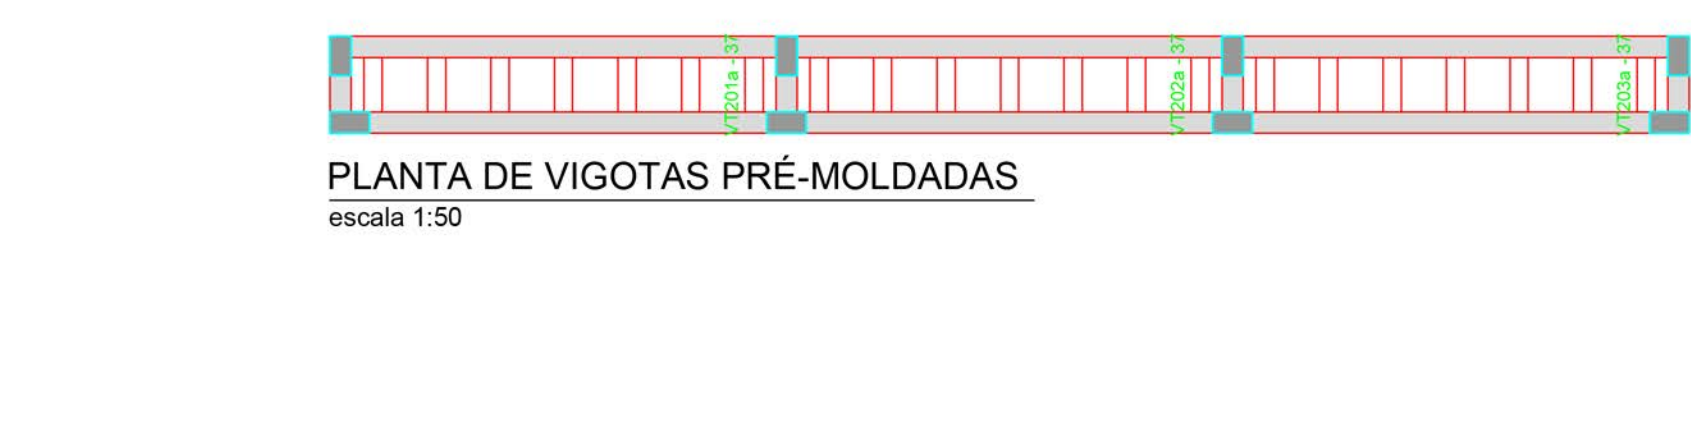 VT201a - 37
VT202a - 37
VT203a - 37
PLANTA DE VIGOTAS PRÉ-MOLDADAS
escala 1:50